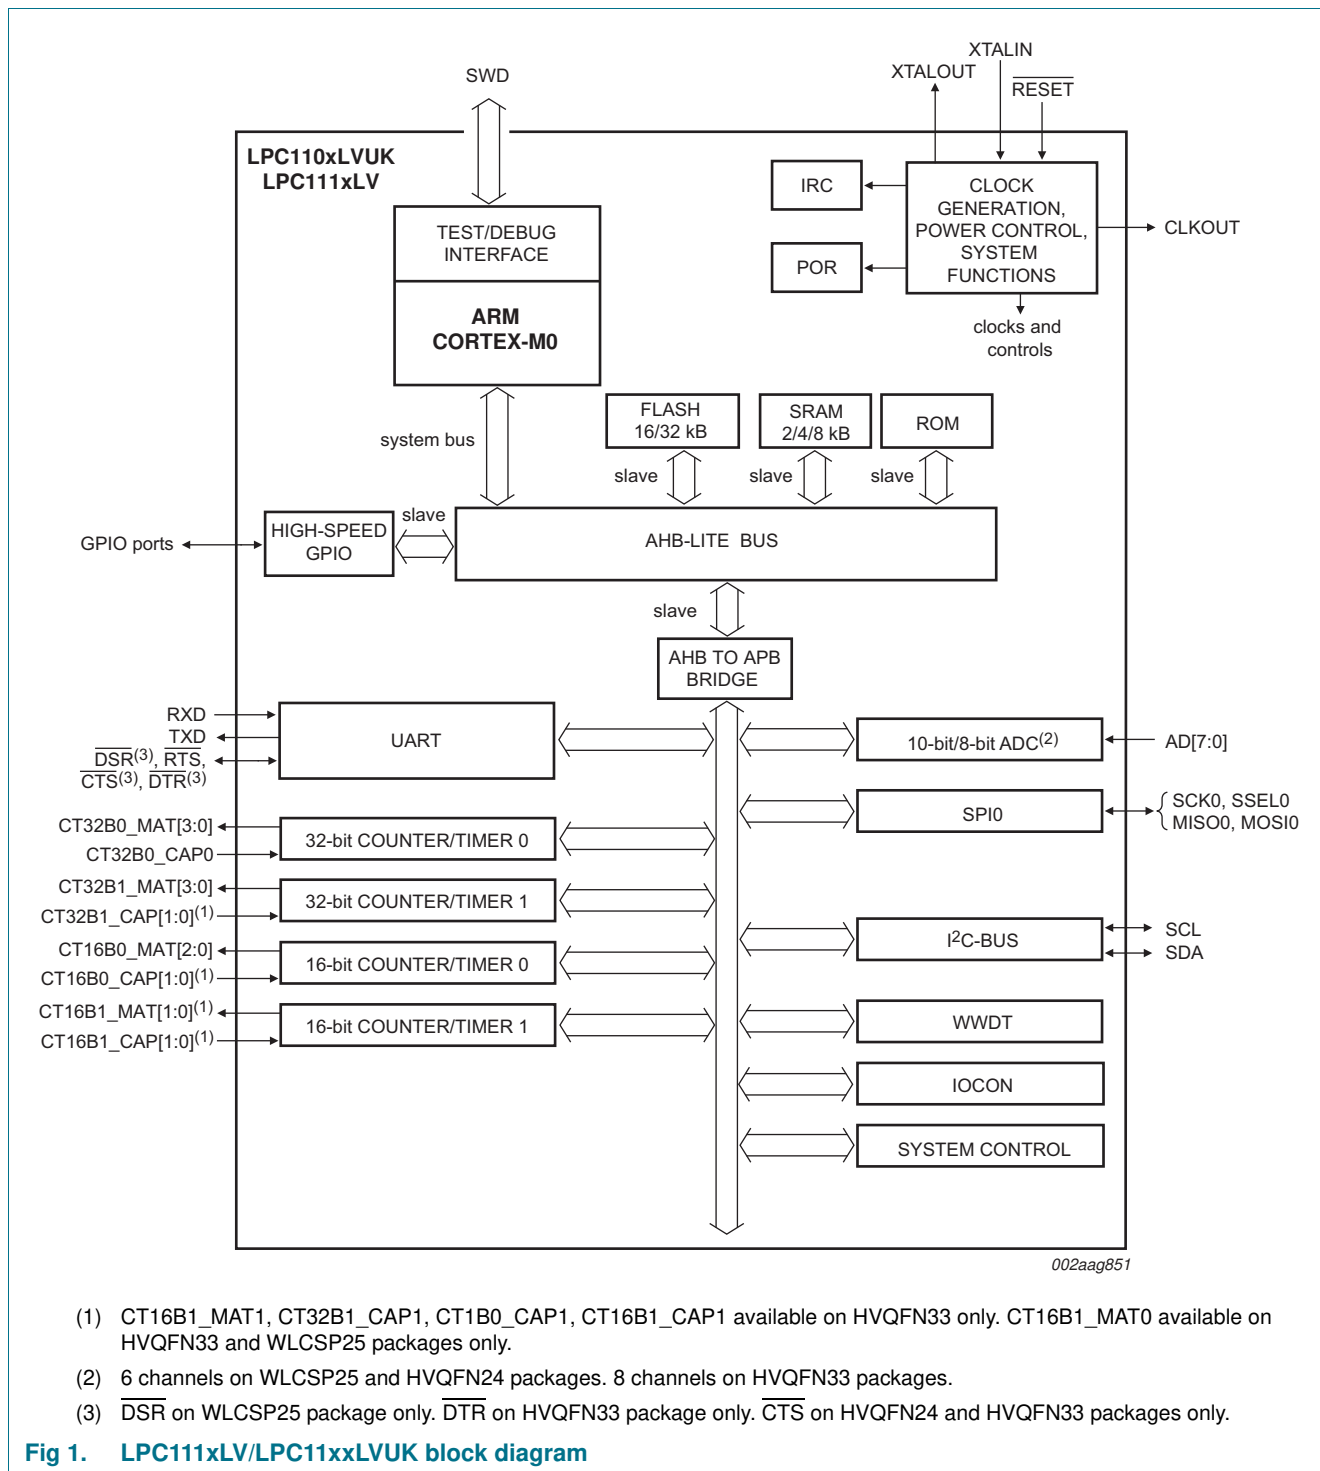 XTALIN
XTALOUT
RESET
SWD
LPC110xLVUK
LPC111xLV
IRC
POR
CLOCK
GENERATION,
POWER CONTROL,
SYSTEM
FUNCTIONS
CLKOUT
clocks and
controls
TEST/DEBUG
INTERFACE
ARM
CORTEX-M0
system bus
FLASH
16/32 kB
SRAM
2/4/8 kB
ROM
slave
slave
slave
GPIO ports
HIGH-SPEED
GPIO
slave
AHB-LITE BUS
slave
AHB TO APB
BRIDGE
RXD
TXD
DSR(3), RTS,
CTS(3), DTR(3)
UART
10-bit/8-bit ADC(2)
AD[7:0]
SPI0
SCK0, SSEL0
MISO0, MOSI0
CT32B0_MAT[3:0]
CT32B0_CAP0
32-bit COUNTER/TIMER 0
CT32B1_MAT[3:0]
CT32B1_CAP[1:0](1)
32-bit COUNTER/TIMER 1
I2C-BUS
SCL
SDA
CT16B0_MAT[2:0]
CT16B0_CAP[1:0](1)
16-bit COUNTER/TIMER 0
CT16B1_MAT[1:0](1)
CT16B1_CAP[1:0](1)
16-bit COUNTER/TIMER 1
WWDT
IOCON
SYSTEM CONTROL
002aag851
(1) CT16B1_MAT1, CT32B1_CAP1, CT1B0_CAP1, CT16B1_CAP1 available on HVQFN33 only. CT16B1_MAT0 available on
HVQFN33 and WLCSP25 packages only.
(2) 6 channels on WLCSP25 and HVQFN24 packages. 8 channels on HVQFN33 packages.
(3) DSR on WLCSP25 package only. DTR on HVQFN33 package only. CTS on HVQFN24 and HVQFN33 packages only.
Fig 1. LPC111xLV/LPC11xxLVUK block diagram